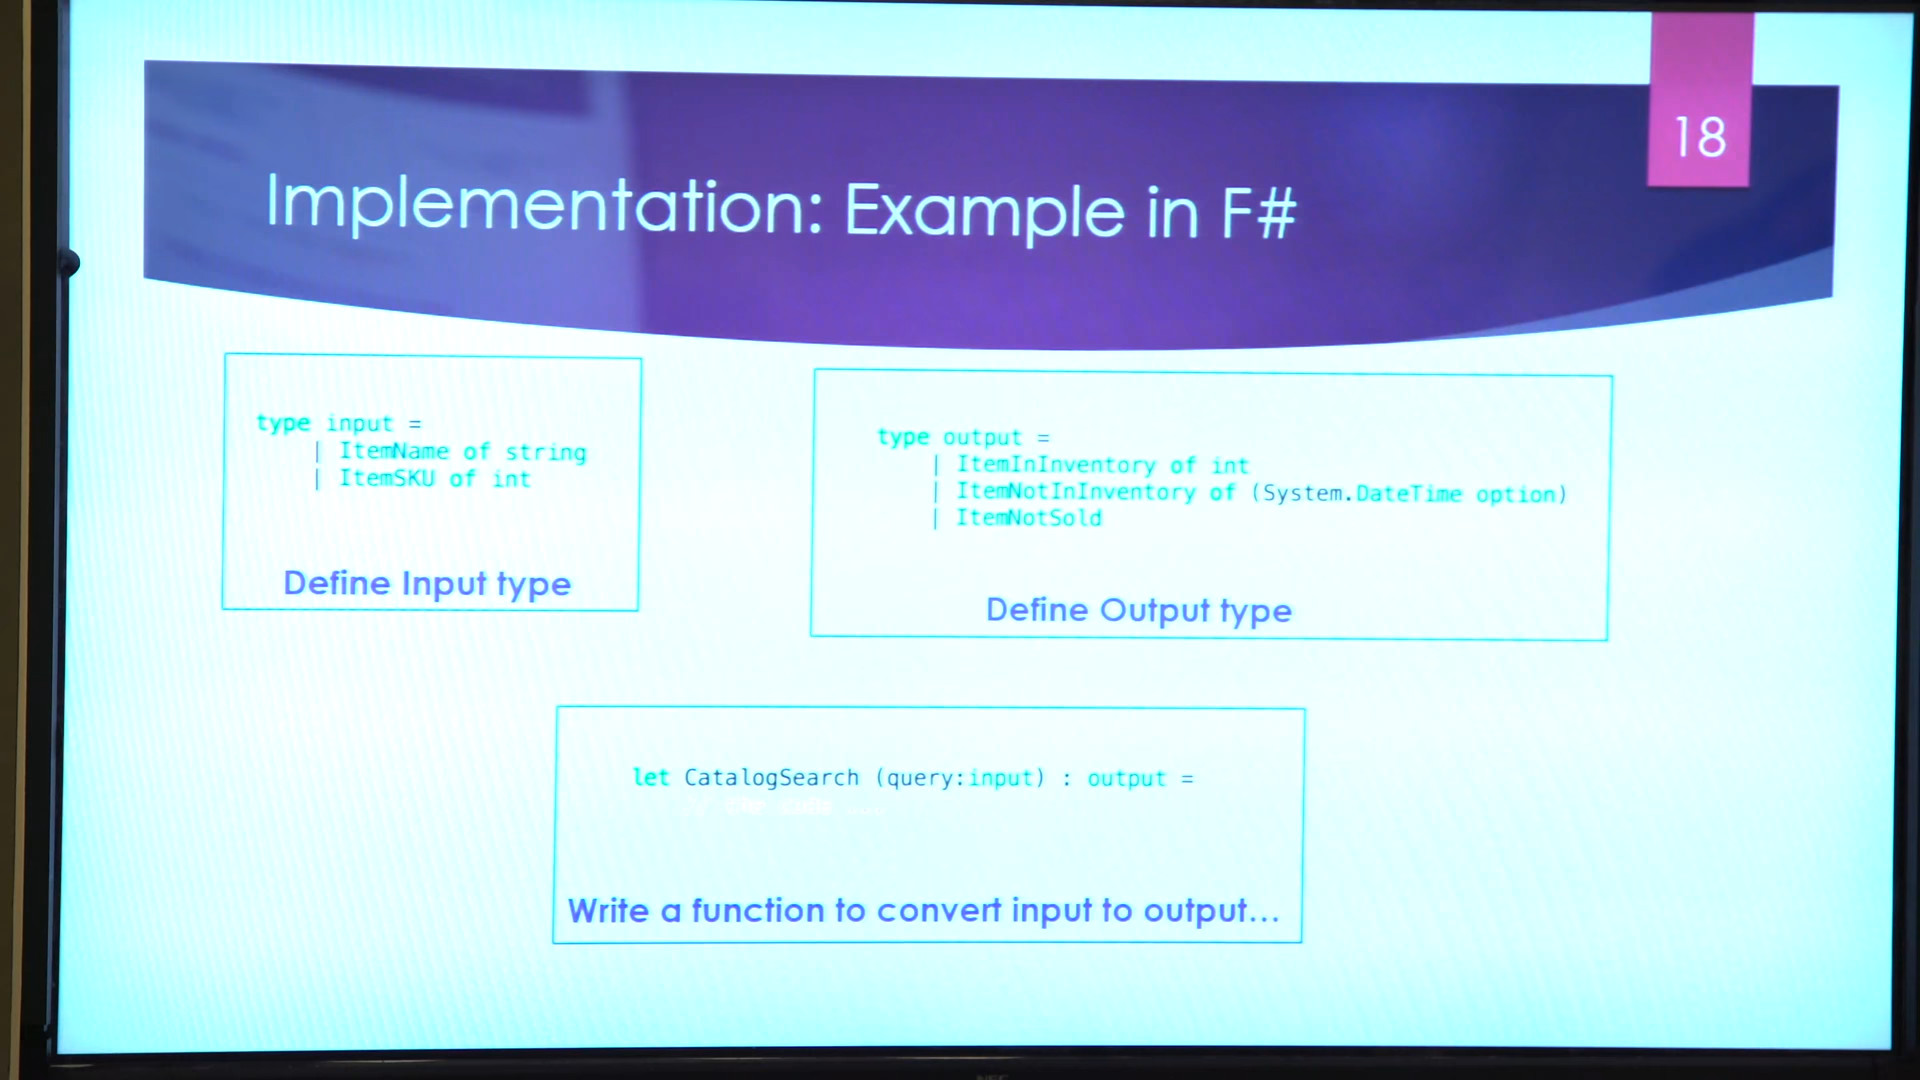 18
Implementation: Example in F#
type input =
| ItemName of string
| ItemSKU of int
Define Input type
type output =
| ItemInInventory of int
| ItemNotInInventory of (System.DateTime option)
| ItemNotSold
Define Output type
let CatalogSearch (query:input) : output =
Write a function to convert input to output...